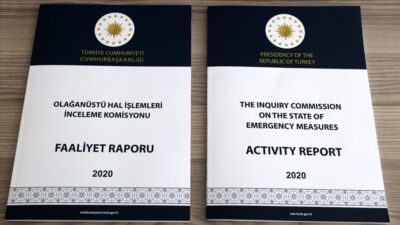 TÜRKİYE CUMHURİYETİ
CUMHURBAŞKANLIĞI
OLAĞANÜSTÜ HAL İŞLEMLERİ
İNCELEME KOMİSYONU
FAALİYET RAPORU
2020
PRESIDENCY OF THE
REPUBLIC OF TURKEY
THE INQUIRY COMMISSION
ON THE STATE OF
EMERGENCY MEASURES
ACTIVITY REPORT
2020